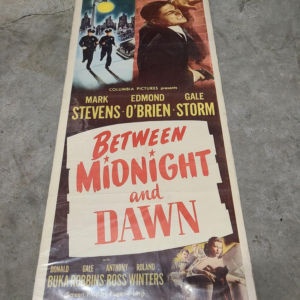 COLUMBIA PICTURES presents
MARK EDMOND GALE
STEVENS · O'BRIEN · STORM
BETWEEN
MIDNIGHT
and
DAWN
DONALD GALE ANTHONY ROLAND
BUKA ROBBINS ROSS WINTERS